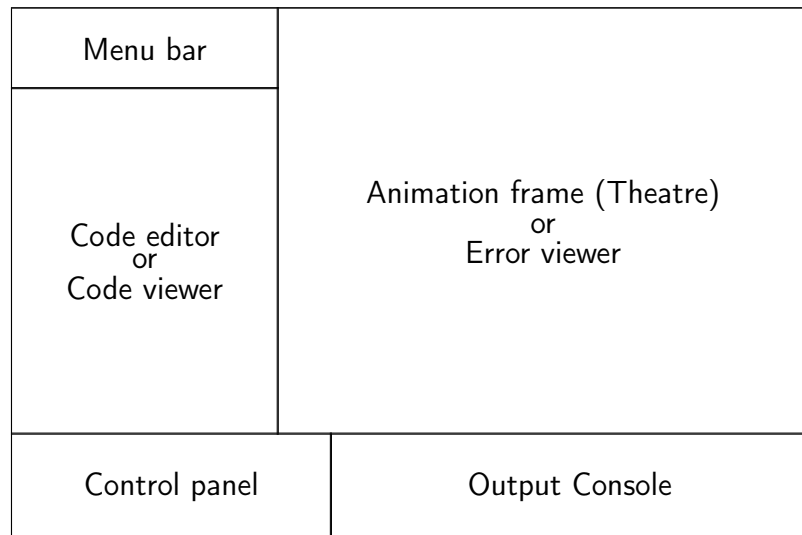 Menu bar
Animation frame (Theatre)
or
Error viewer
Code editor
or
Code viewer
Control panel
Output Console